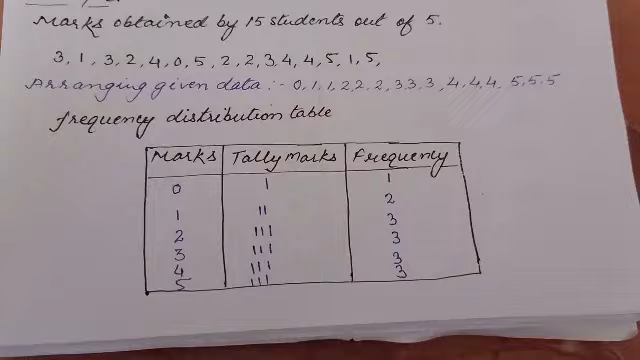 Marks obtained by 15 students out of 5.
3, 1, 3, 2, 4, 0, 5, 2, 2, 3, 4, 4, 5, 1, 5,
Arranging given data :- 0, 1, 1, 2, 2, 2, 3, 3, 3, 4, 4, 4, 5, 5, 5
frequency distribution table
Marks Tally Marks Frequency
0 | 1
1 || 2
2 ||| 3
3 ||| 3
4 ||| 3
5 ||| 3